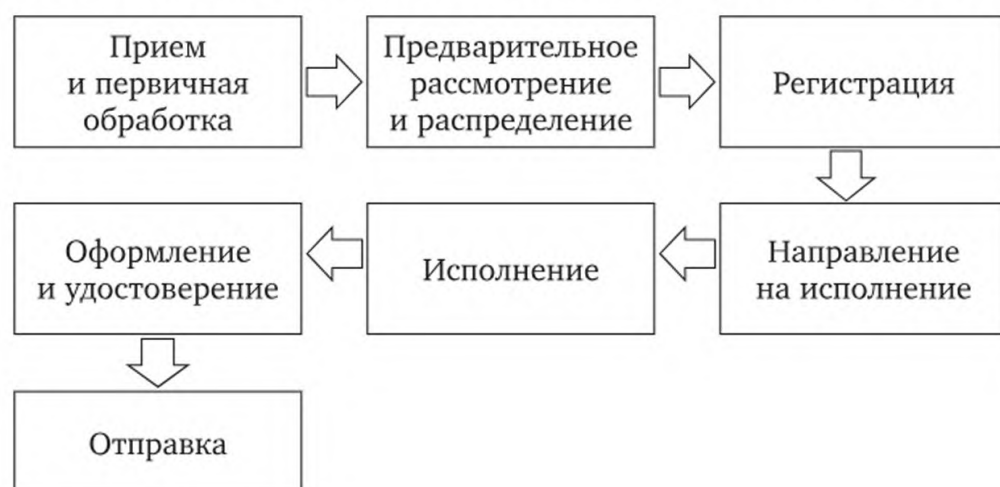 Прием
и первичная
обработка
Предварительное
рассмотрение
и распределение
Регистрация
Направление
на исполнение
Исполнение
Оформление
и удостоверение
Отправка